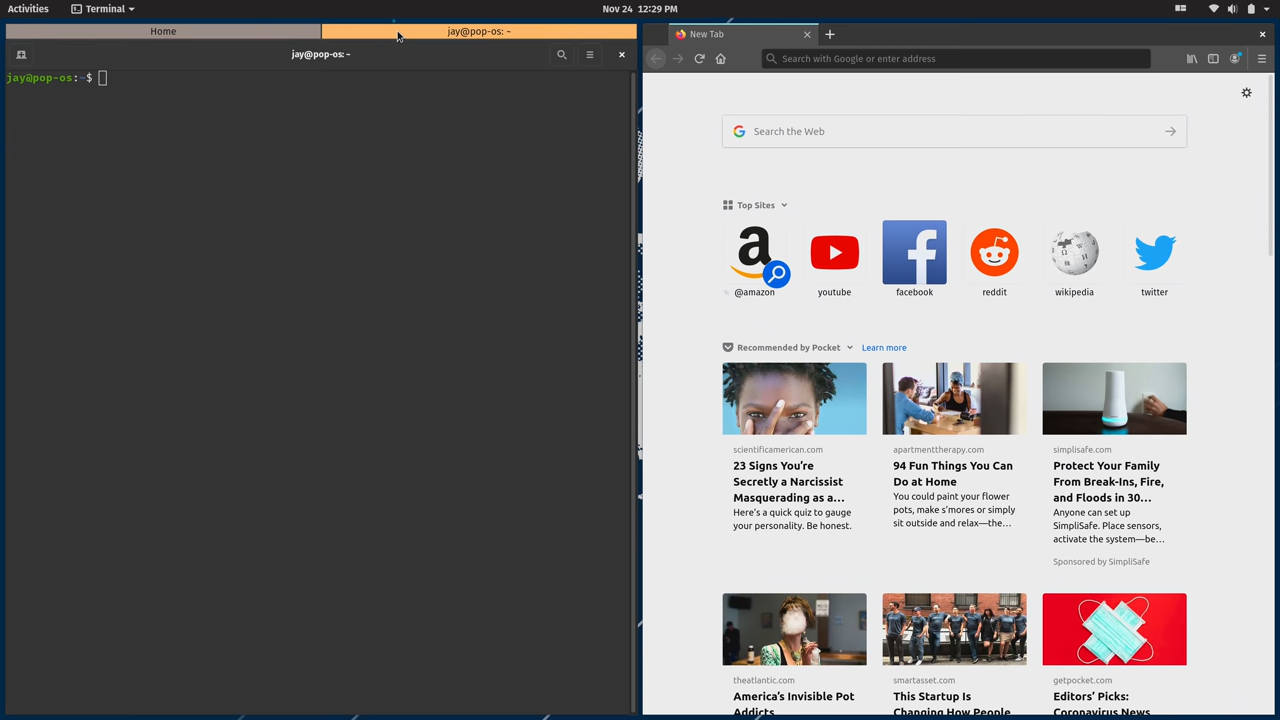 Activities
Terminal
Nov 24 12:29 PM
Home
jay@pop-os: ~
jay@pop-os: ~
jay@pop-os:~$
New Tab
Search with Google or enter address
Search the Web
Top Sites
@amazon
youtube
facebook
reddit
wikipedia
twitter
Recommended by Pocket
Learn more
scientificamerican.com
23 Signs You're
Secretly a Narcissist
Masquerading as a...
Here's a quick quiz to gauge
your personality. Be honest.
apartmenttherapy.com
94 Fun Things You Can
Do at Home
You could paint your flower
pots, make s'mores or simply
sit outside and relax—the...
simplisafe.com
Protect Your Family
From Break-Ins, Fire,
and Floods in 30...
Anyone can set up
SimpliSafe. Place sensors,
activate the system—be...
Sponsored by SimpliSafe
theatlantic.com
America's Invisible Pot
Addicts
smartasset.com
This Startup Is
Changing How People
getpocket.com
Editors' Picks:
Coronavirus News